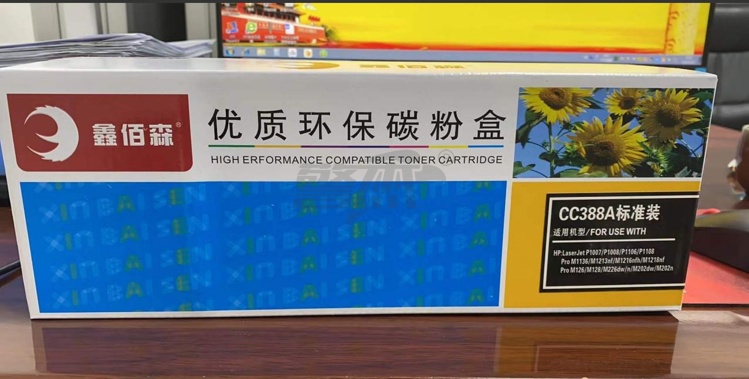 鑫佰森
优质环保碳粉盒
HIGH ERFORMANCE COMPATIBLE TONER CARTRIDGE
XINBAISEN
CC388A标准装
适用机型/FOR USE WITH
HP:LaserJet P1007/P1008/P1106/P1108
Pro M1136/M1213nf/M1216nfh/M1218nf
Pro M126/M128/M226dw/n/M202dw/M202n